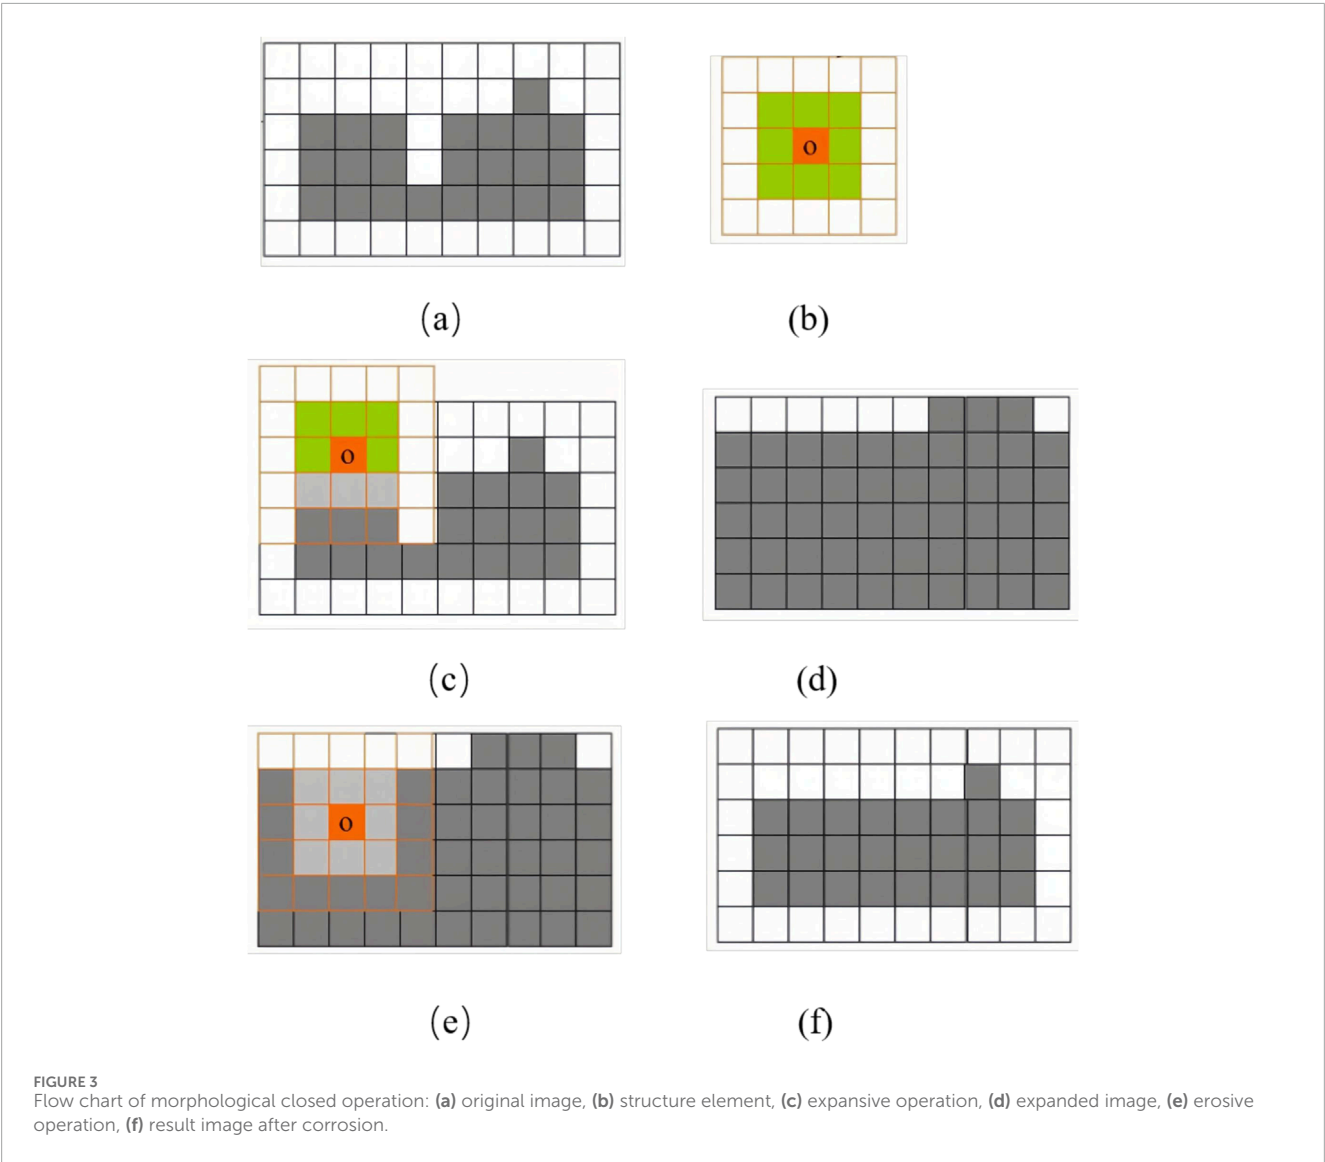 (a)
o
(b)
o
(c)
(d)
o
(e)
(f)
FIGURE 3
Flow chart of morphological closed operation: (a) original image, (b) structure element, (c) expansive operation, (d) expanded image, (e) erosive
operation, (f) result image after corrosion.